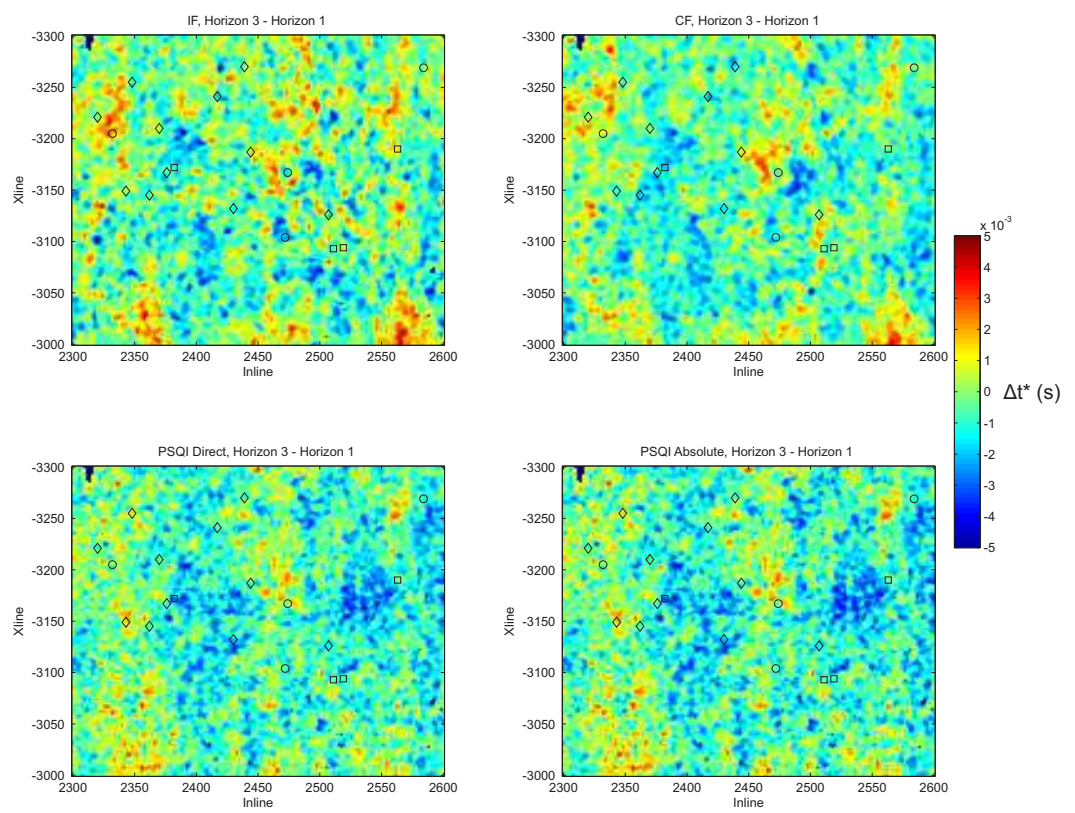 IF, Horizon 3 - Horizon 1
-3300
-3250
-3200
-3150
-3100
-3050
-3000
Xline
2300 2350 2400 2450 2500 2550 2600
Inline
CF, Horizon 3 - Horizon 1
-3300
-3250
-3200
-3150
-3100
-3050
-3000
Xline
2300 2350 2400 2450 2500 2550 2600
Inline
x 10-3
5
4
3
2
1
0
-1
-2
-3
-4
-5
Δt* (s)
PSQI Direct, Horizon 3 - Horizon 1
-3300
-3250
-3200
-3150
-3100
-3050
-3000
Xline
2300 2350 2400 2450 2500 2550 2600
Inline
PSQI Absolute, Horizon 3 - Horizon 1
-3300
-3250
-3200
-3150
-3100
-3050
-3000
Xline
2300 2350 2400 2450 2500 2550 2600
Inline